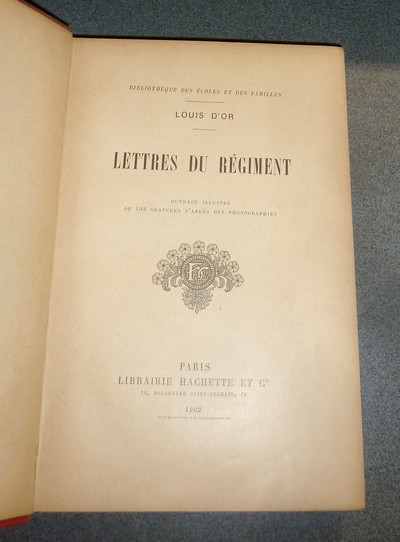 BIBLIOTHÈQUE DES ÉCOLES ET DES FAMILLES
LOUIS D'OR
LETTRES DU RÉGIMENT
OUVRAGE ILLUSTRÉ
DE 103 GRAVURES D'APRÈS DES PHOTOGRAPHIES
PARIS
LIBRAIRIE HACHETTE ET Cie
79, BOULEVARD SAINT-GERMAIN, 79
1902